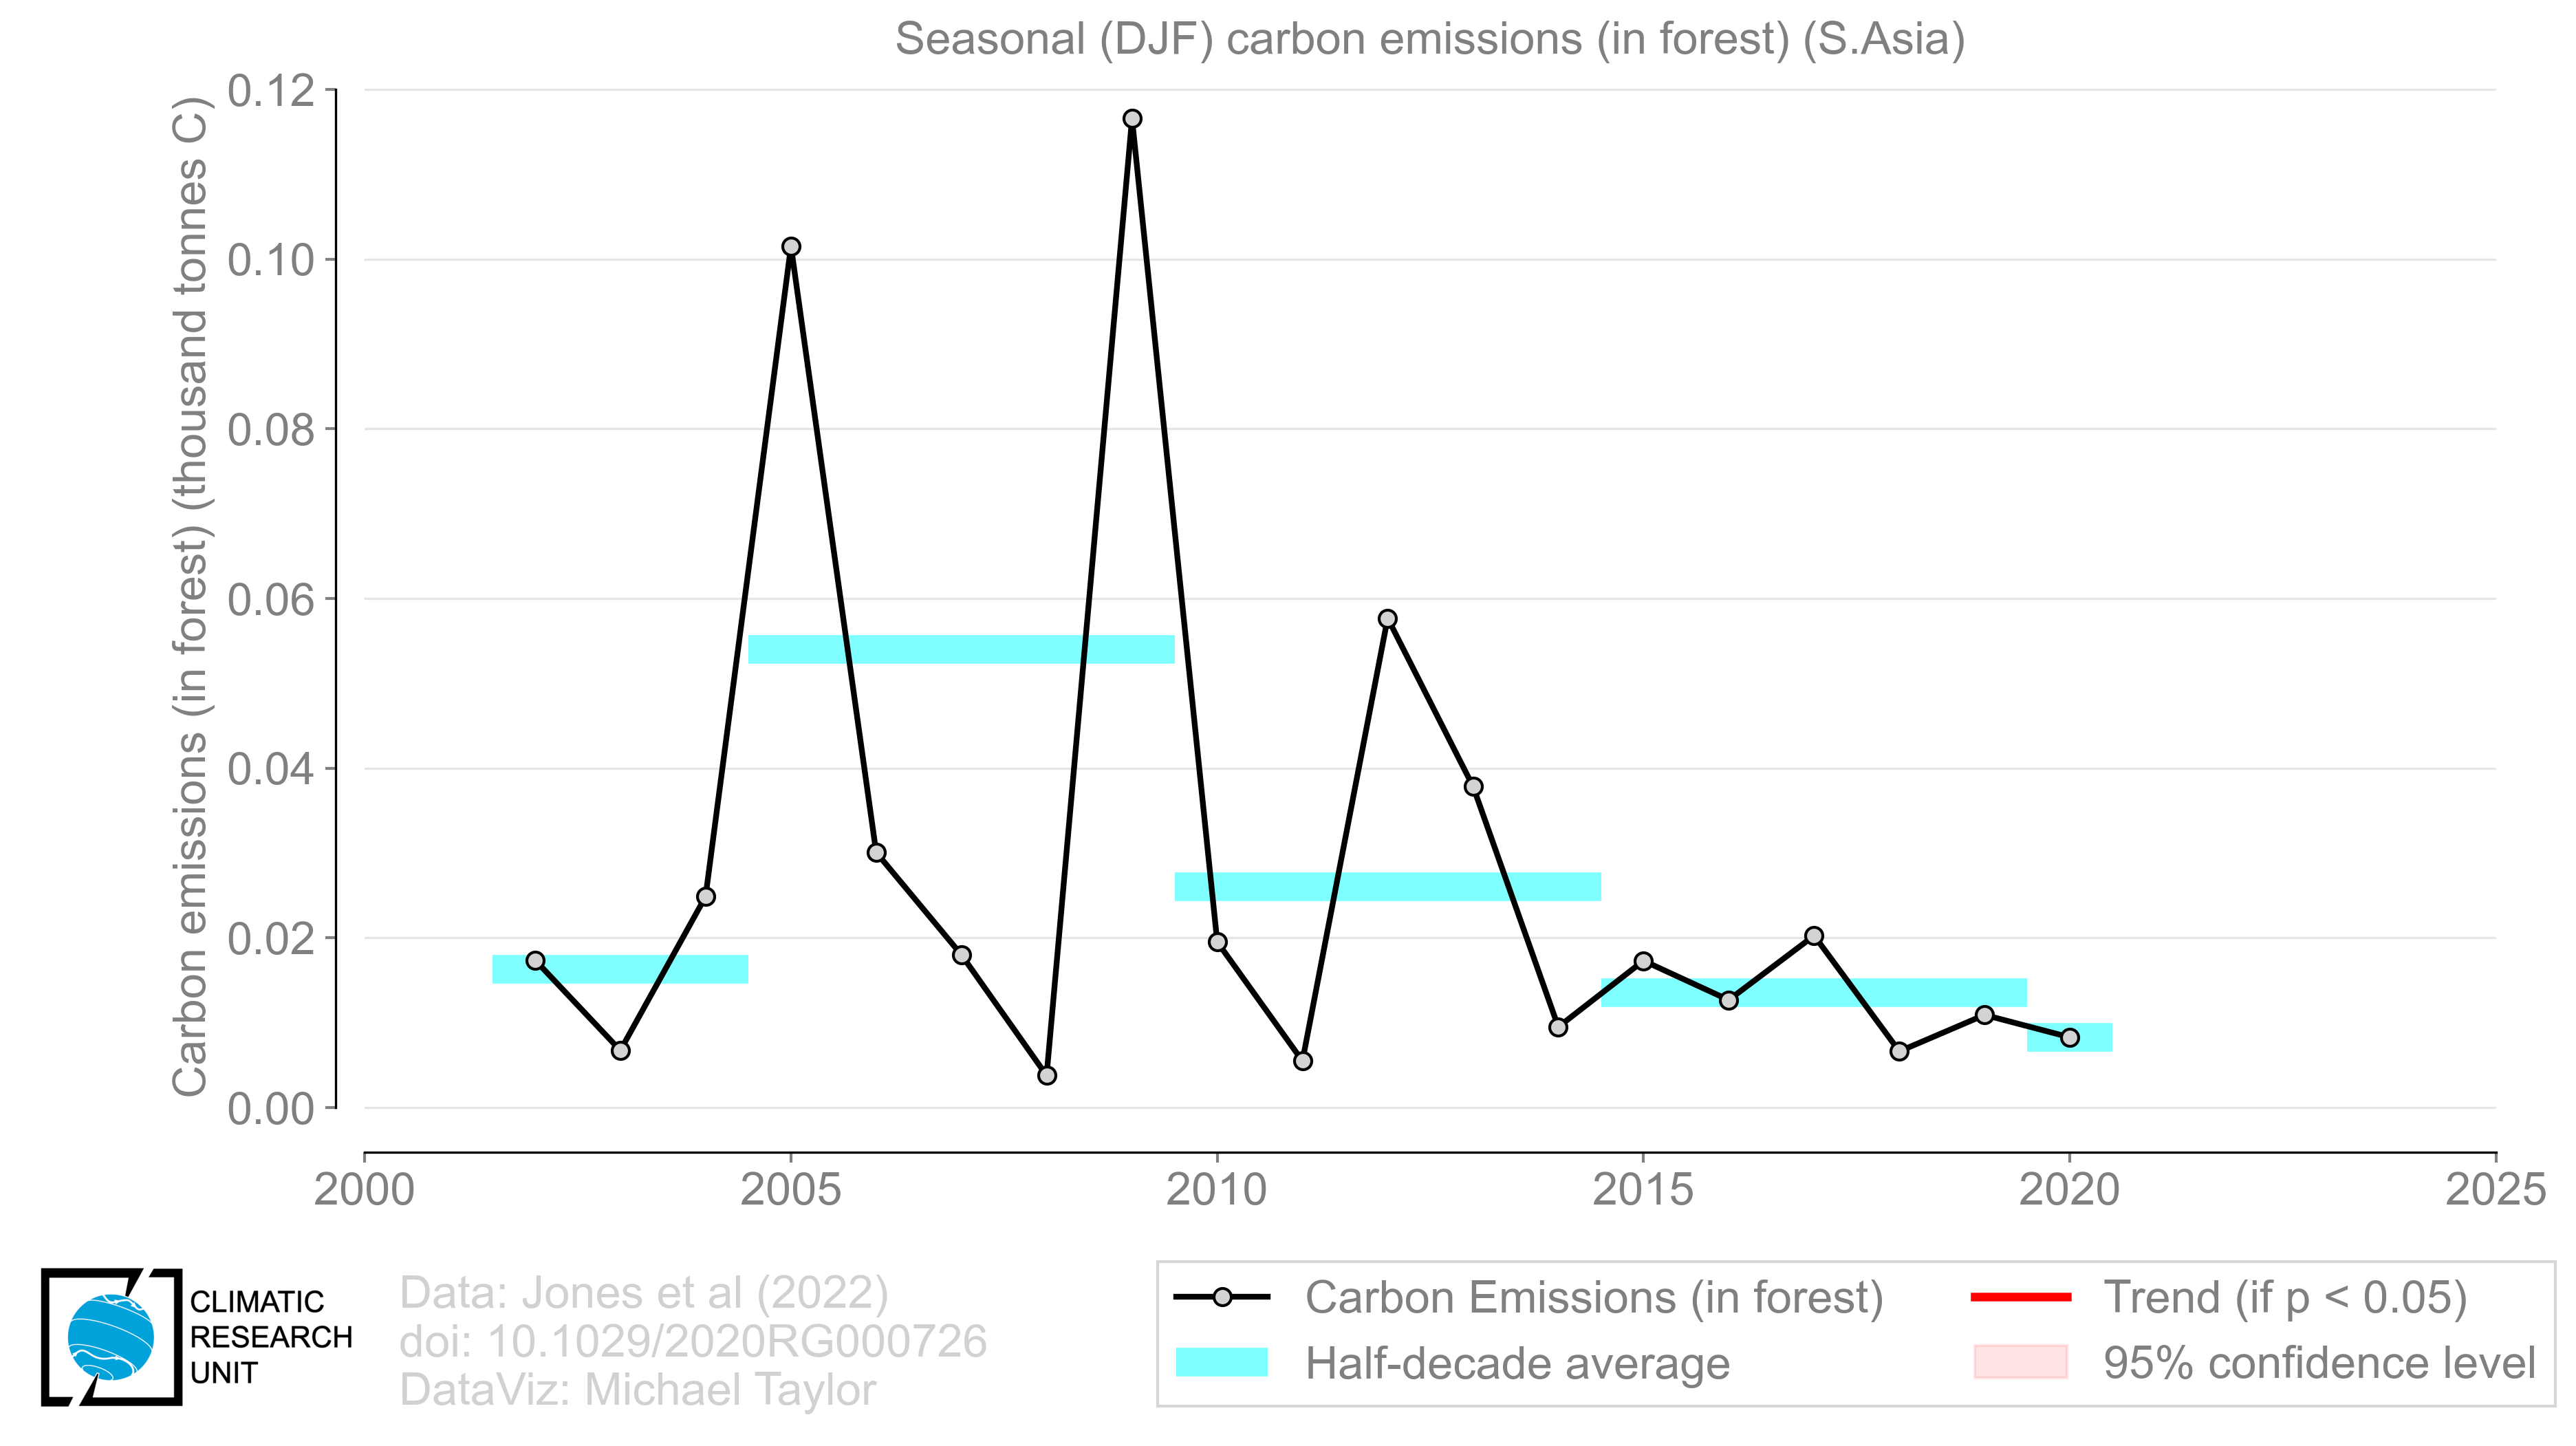 Seasonal (DJF) carbon emissions (in forest) (S.Asia)
Carbon emissions (in forest) (thousand tonnes C)
0.12
0.10
0.08
0.06
0.04
0.02
0.00
2000 2005 2010 2015 2020 2025
CLIMATIC
RESEARCH
UNIT
Data: Jones et al (2022)
doi: 10.1029/2020RG000726
DataViz: Michael Taylor
Carbon Emissions (in forest)
Half-decade average
Trend (if p < 0.05)
95% confidence level